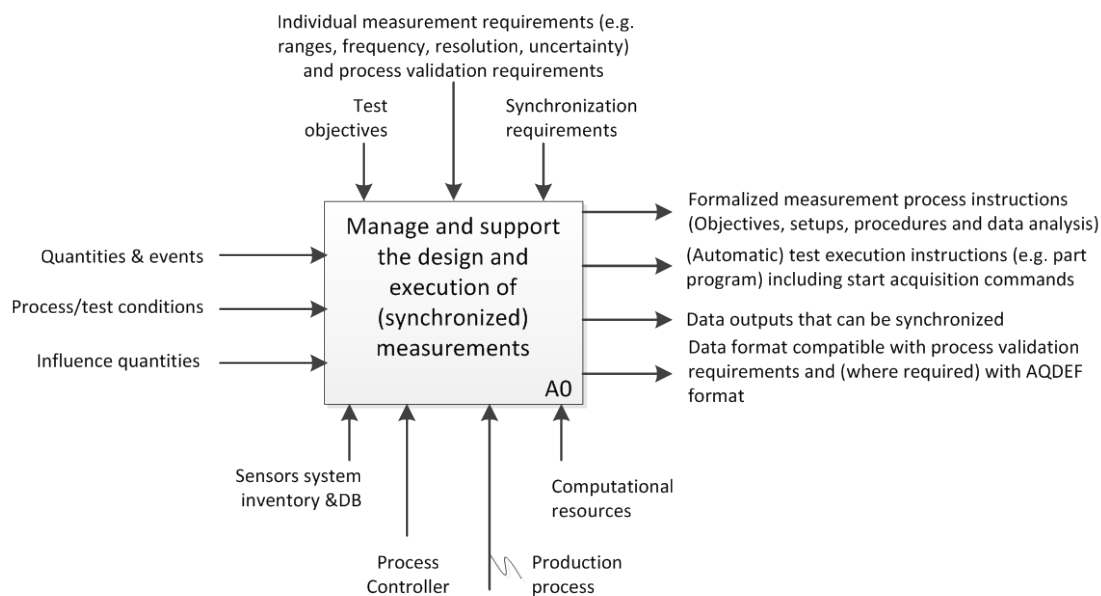 Individual measurement requirements (e.g.
ranges, frequency, resolution, uncertainty)
and process validation requirements
Test
objectives
Synchronization
requirements
Manage and support
the design and
execution of
(synchronized)
measurements
A0
Quantities & events
Process/test conditions
Influence quantities
Formalized measurement process instructions
(Objectives, setups, procedures and data analysis)
(Automatic) test execution instructions (e.g. part
program) including start acquisition commands
Data outputs that can be synchronized
Data format compatible with process validation
requirements and (where required) with AQDEF
format
Sensors system
inventory &DB
Process
Controller
Production
process
Computational
resources